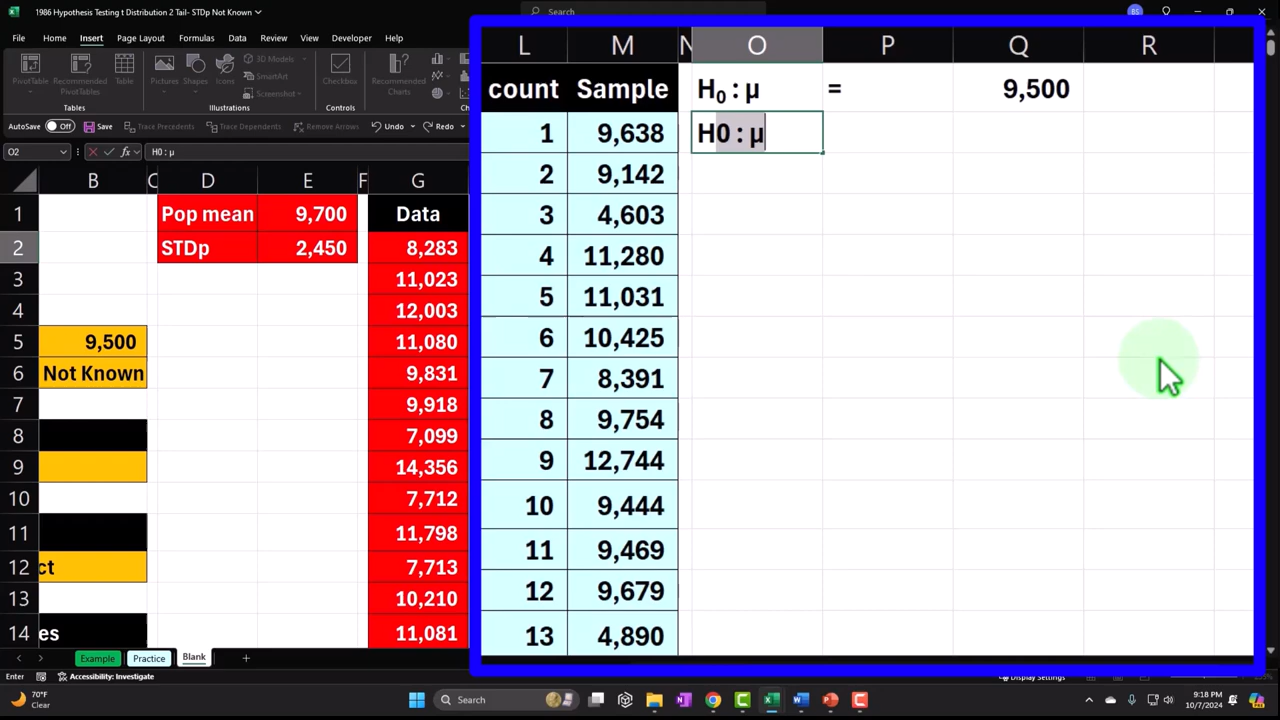 1986 Hypothesis Testing t Distribution 2 Tail- STDp Not Known
Search
BS
File Home Insert Page Layout Formulas Data Review View Developer
PivotTable Recommended PivotTables Table
Tables
Pictures Shapes Icons
3D Models
SmartArt
Screenshot
Illustrations
Checkbox
Controls
Recommended Charts
AutoSave Off Save Trace Precedents Trace Dependents Undo Redo
O2 fx H0 : μ
B C D E F G
1 Pop mean 9,700 Data
2 STDp 2,450 8,283
3 11,023
4 12,003
5 9,500 11,080
6 Not Known 9,831
7 9,918
8 7,099
9 14,356
10 7,712
11 11,798
12 ct 7,713
13 10,210
14 es 11,081
L M N O P Q R
count Sample H₀ : μ = 9,500
1 9,638 H0 : μ
2 9,142
3 4,603
4 11,280
5 11,031
6 10,425
7 8,391
8 9,754
9 12,744
10 9,444
11 9,469
12 9,679
13 4,890
Example Practice Blank
Enter Accessibility: Investigate Display Settings
70°F
Clear
Search
9:18 PM
10/7/2024